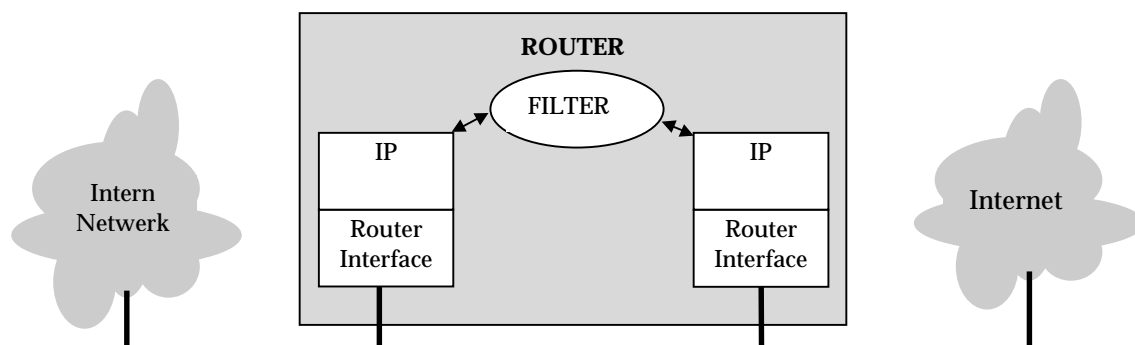 ROUTER
FILTER
IP
IP
Intern
Netwerk
Internet
Router
Interface
Router
Interface